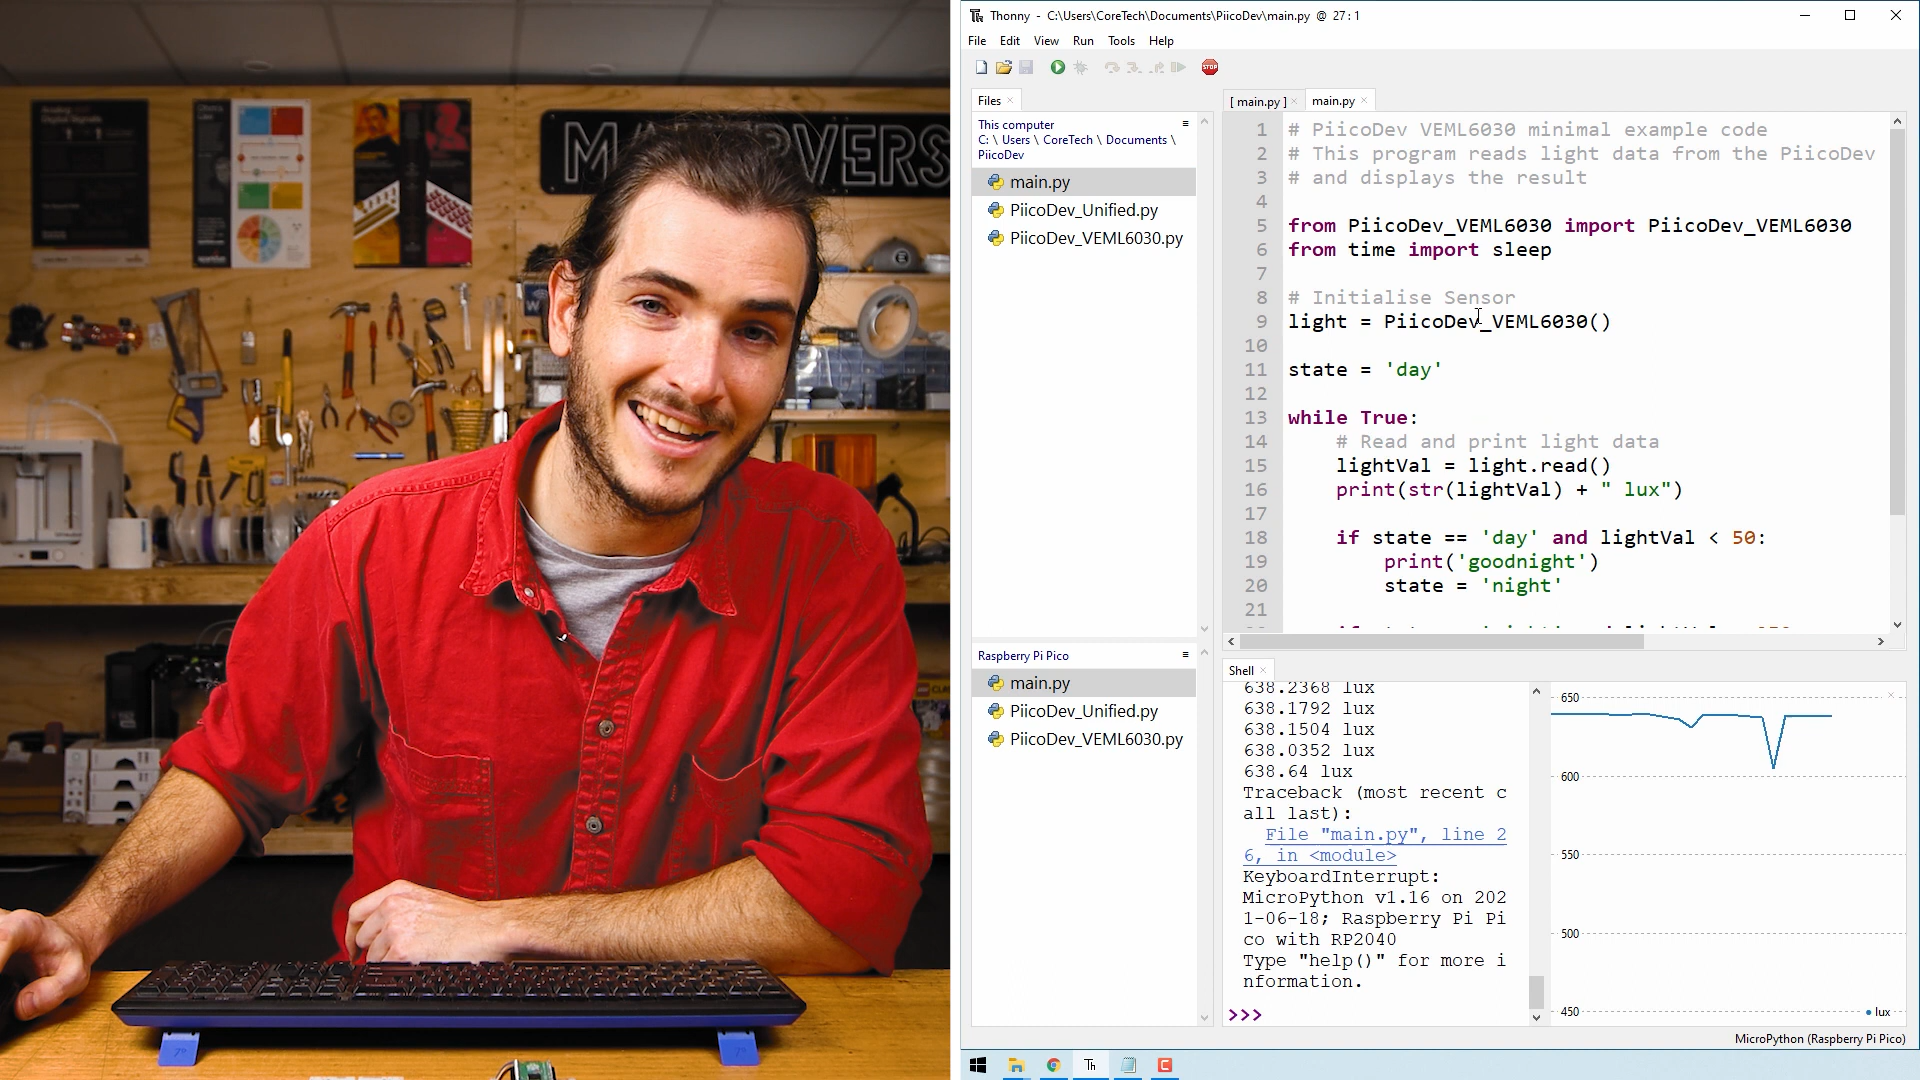 M
VERS
7°
7°
Thonny - C:\Users\CoreTech\Documents\PiicoDev\main.py @ 27:1
File Edit View Run Tools Help
STOP
Files ×
This computer
C: \ Users \ CoreTech \ Documents \
PiicoDev
main.py
PiicoDev_Unified.py
PiicoDev_VEML6030.py
Raspberry Pi Pico
main.py
PiicoDev_Unified.py
PiicoDev_VEML6030.py
[ main.py ] × main.py ×
1 # PiicoDev VEML6030 minimal example code
2 # This program reads light data from the PiicoDev
3 # and displays the result
4
5 from PiicoDev_VEML6030 import PiicoDev_VEML6030
6 from time import sleep
7
8 # Initialise Sensor
9 light = PiicoDev_VEML6030()
10
11 state = 'day'
12
13 while True:
14 # Read and print light data
15 lightVal = light.read()
16 print(str(lightVal) + " lux")
17
18 if state == 'day' and lightVal < 50:
19 print('goodnight')
20 state = 'night'
21
Shell ×
638.2368 lux
638.1792 lux
638.1504 lux
638.0352 lux
638.64 lux
Traceback (most recent c
all last):
File "main.py", line 2
6, in <module>
KeyboardInterrupt:
MicroPython v1.16 on 202
1-06-18; Raspberry Pi Pi
co with RP2040
Type "help()" for more i
nformation.
>>>
650
600
550
500
450
lux
MicroPython (Raspberry Pi Pico)
Th